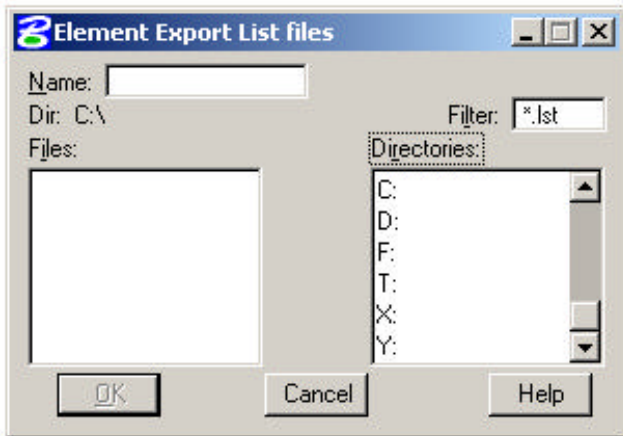 Element Export List files
Name:
Dir: C:\
Filter: *.lst
Files:
Directories:
C:
D:
F:
T:
X:
Y:
OK
Cancel
Help